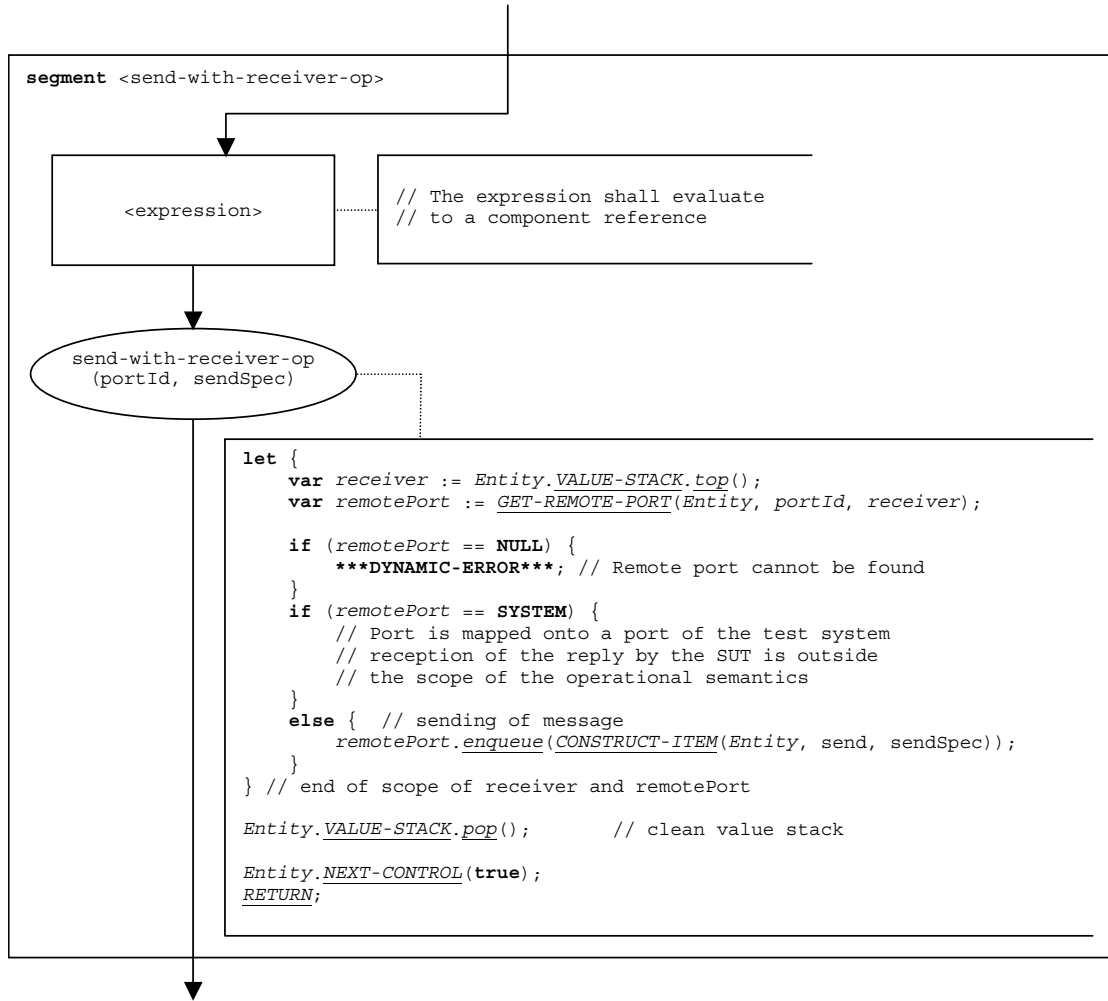 segment <send-with-receiver-op>
<expression>
// The expression shall evaluate
// to a component reference
send-with-receiver-op
(portId, sendSpec)
let {
    var receiver := Entity.VALUE-STACK.top();
    var remotePort := GET-REMOTE-PORT(Entity, portId, receiver);
    if (remotePort == NULL) {
        ***DYNAMIC-ERROR***; // Remote port cannot be found
    }
    if (remotePort == SYSTEM) {
        // Port is mapped onto a port of the test system
        // reception of the reply by the SUT is outside
        // the scope of the operational semantics
    }
    else {  // sending of message
        remotePort.enqueue(CONSTRUCT-ITEM(Entity, send, sendSpec));
    }
} // end of scope of receiver and remotePort
Entity.VALUE-STACK.pop();       // clean value stack
Entity.NEXT-CONTROL(true);
RETURN;